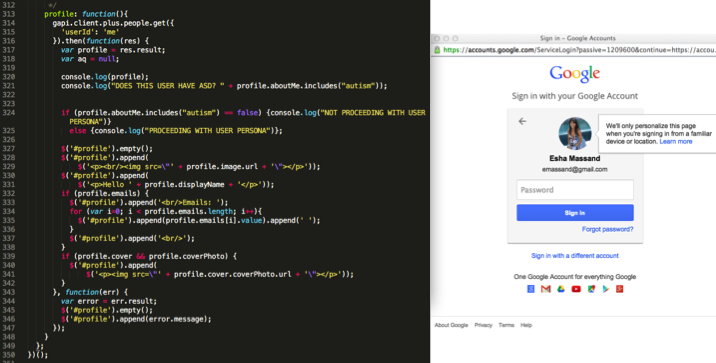 312 */
313 profile: function(){
314 gapi.client.plus.people.get({
315 'userId': 'me'
316 }).then(function(res) {
317 var profile = res.result;
318 var aq = null;
319
320 console.log(profile);
321 console.log("DOES THIS USER HAVE ASD? " + profile.aboutMe.includes("autism"));
322
323
324 if (profile.aboutMe.includes("autism") == false) {console.log("NOT PROCEEDING WITH USER
PERSONA")}
325 else {console.log("PROCEEDING WITH USER PERSONA")};
326
327 $('#profile').empty();
328 $('#profile').append(
329 $('<p><br/><img src=\"' + profile.image.url + '\"></p>'));
330 $('#profile').append(
331 $('<p>Hello ' + profile.displayName + '</p>'));
332 if (profile.emails) {
333 $('#profile').append('<br/>Emails: ');
334 for (var i=0; i < profile.emails.length; i++){
335 $('#profile').append(profile.emails[i].value).append(' ');
336 }
337 $('#profile').append('<br/>');
338 }
339 if (profile.cover && profile.coverPhoto) {
340 $('#profile').append(
341 $('<p><img src=\"' + profile.cover.coverPhoto.url + '\"></p>'));
342 }
343 }, function(err) {
344 var error = err.result;
345 $('#profile').empty();
346 $('#profile').append(error.message);
347 });
348 }
349 };
350 })();
Sign in – Google Accounts
https://accounts.google.com/ServiceLogin?passive=1209600&continue=https://accou.
Google
Sign in with your Google Account
We'll only personalize this page
when you're signing in from a familiar
device or location. Learn more
Esha Massand
emassand@gmail.com
Password
Sign in
Forgot password?
Sign in with a different account
One Google Account for everything Google
About Google Privacy Terms Help